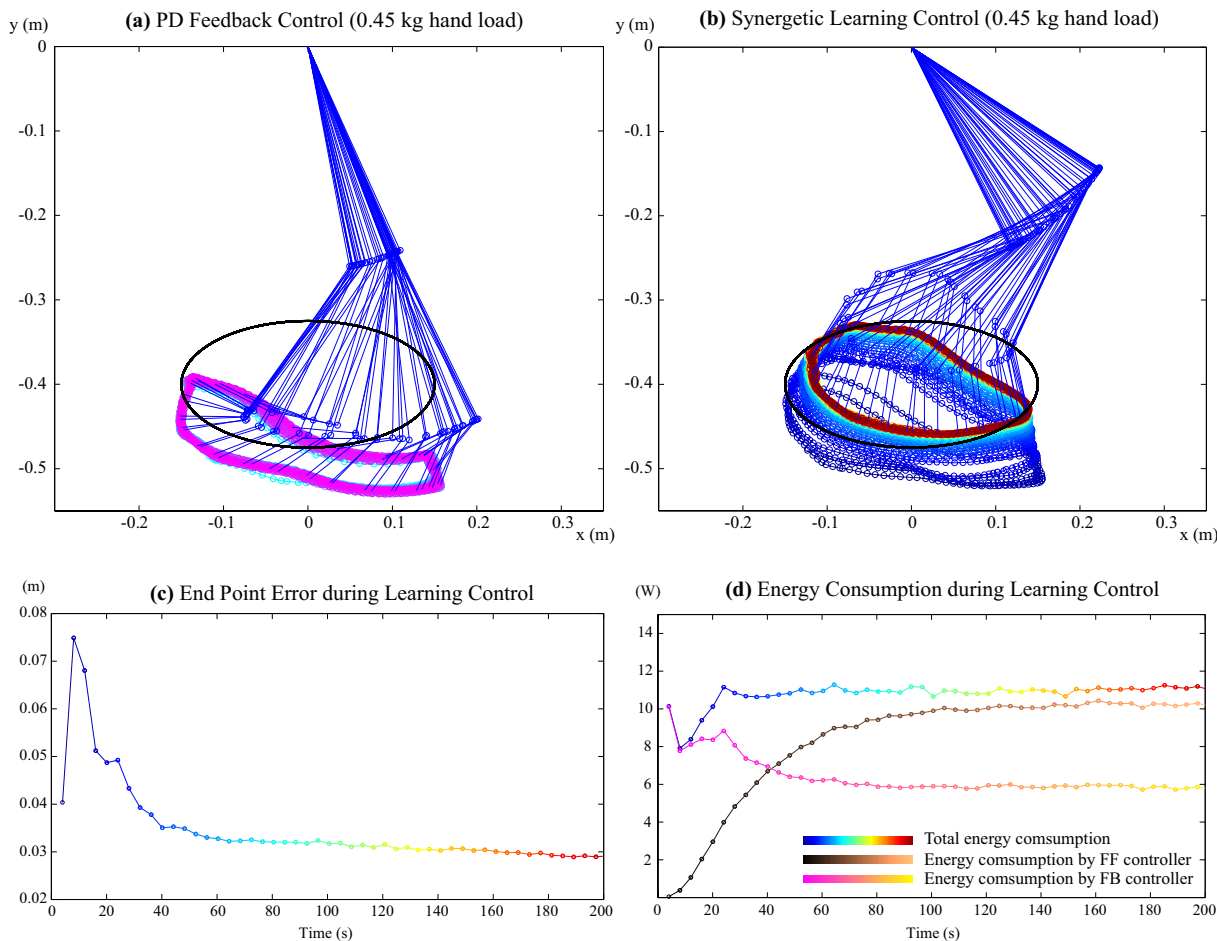 (a) PD Feedback Control (0.45 kg hand load)
y (m)
0
-0.1
-0.2
-0.3
-0.4
-0.5
-0.2 -0.1 0 0.1 0.2 0.3
x (m)
(b) Synergetic Learning Control (0.45 kg hand load)
y (m)
0
-0.1
-0.2
-0.3
-0.4
-0.5
-0.2 -0.1 0 0.1 0.2 0.3
x (m)
(c) End Point Error during Learning Control
(m)
0.08
0.07
0.06
0.05
0.04
0.03
0.02
0 20 40 60 80 100 120 140 160 180 200
Time (s)
(d) Energy Consumption during Learning Control
(W)
14
12
10
8
6
4
2
0 20 40 60 80 100 120 140 160 180 200
Time (s)
Total energy comsumption
Energy comsumption by FF controller
Energy comsumption by FB controller